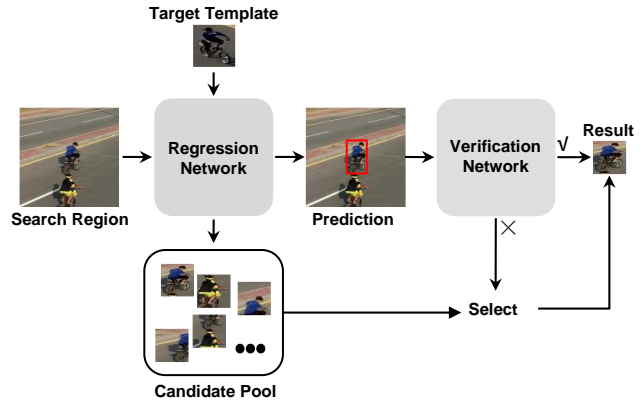 Target Template
Regression
Network
Verification
Network
√
Result
Search Region
Prediction
×
Select
Candidate Pool